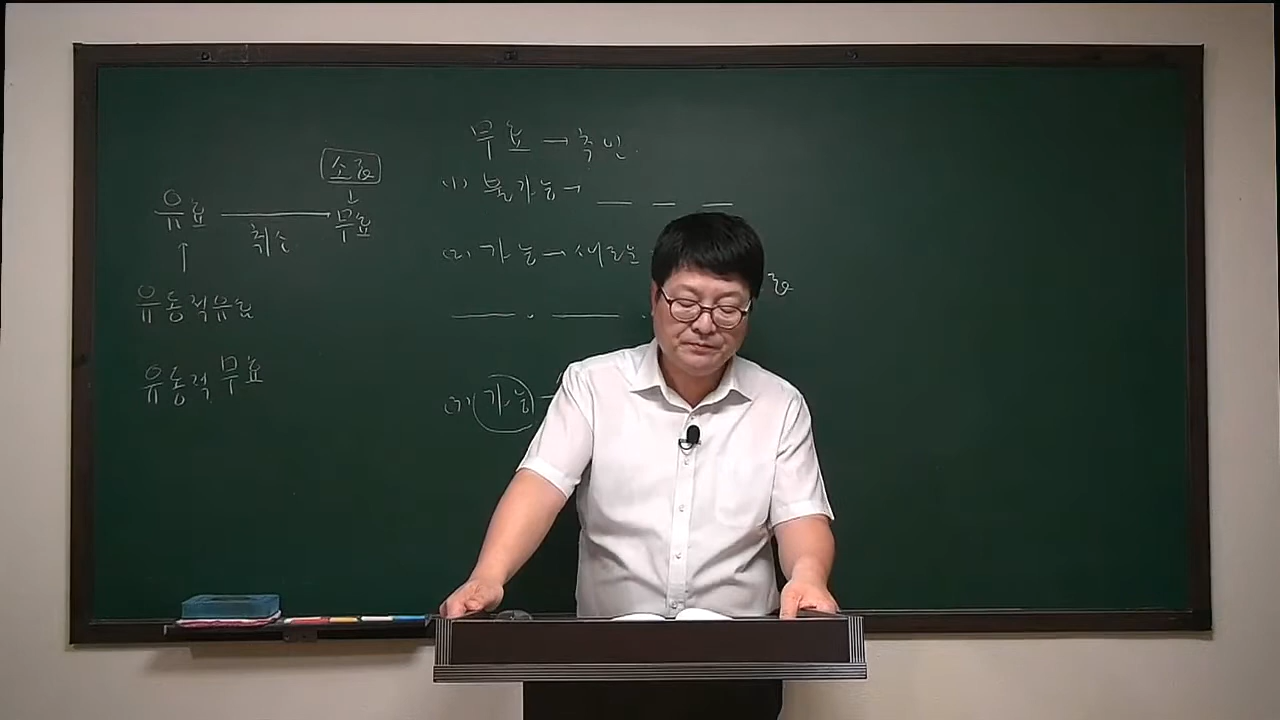 소급
↓
유효 → 무효
취소
↑
유동적유효
유동적 무효
무효 → 추인.
(1) 불가능 →
(2) 가능 → 새로운
(3) 가능